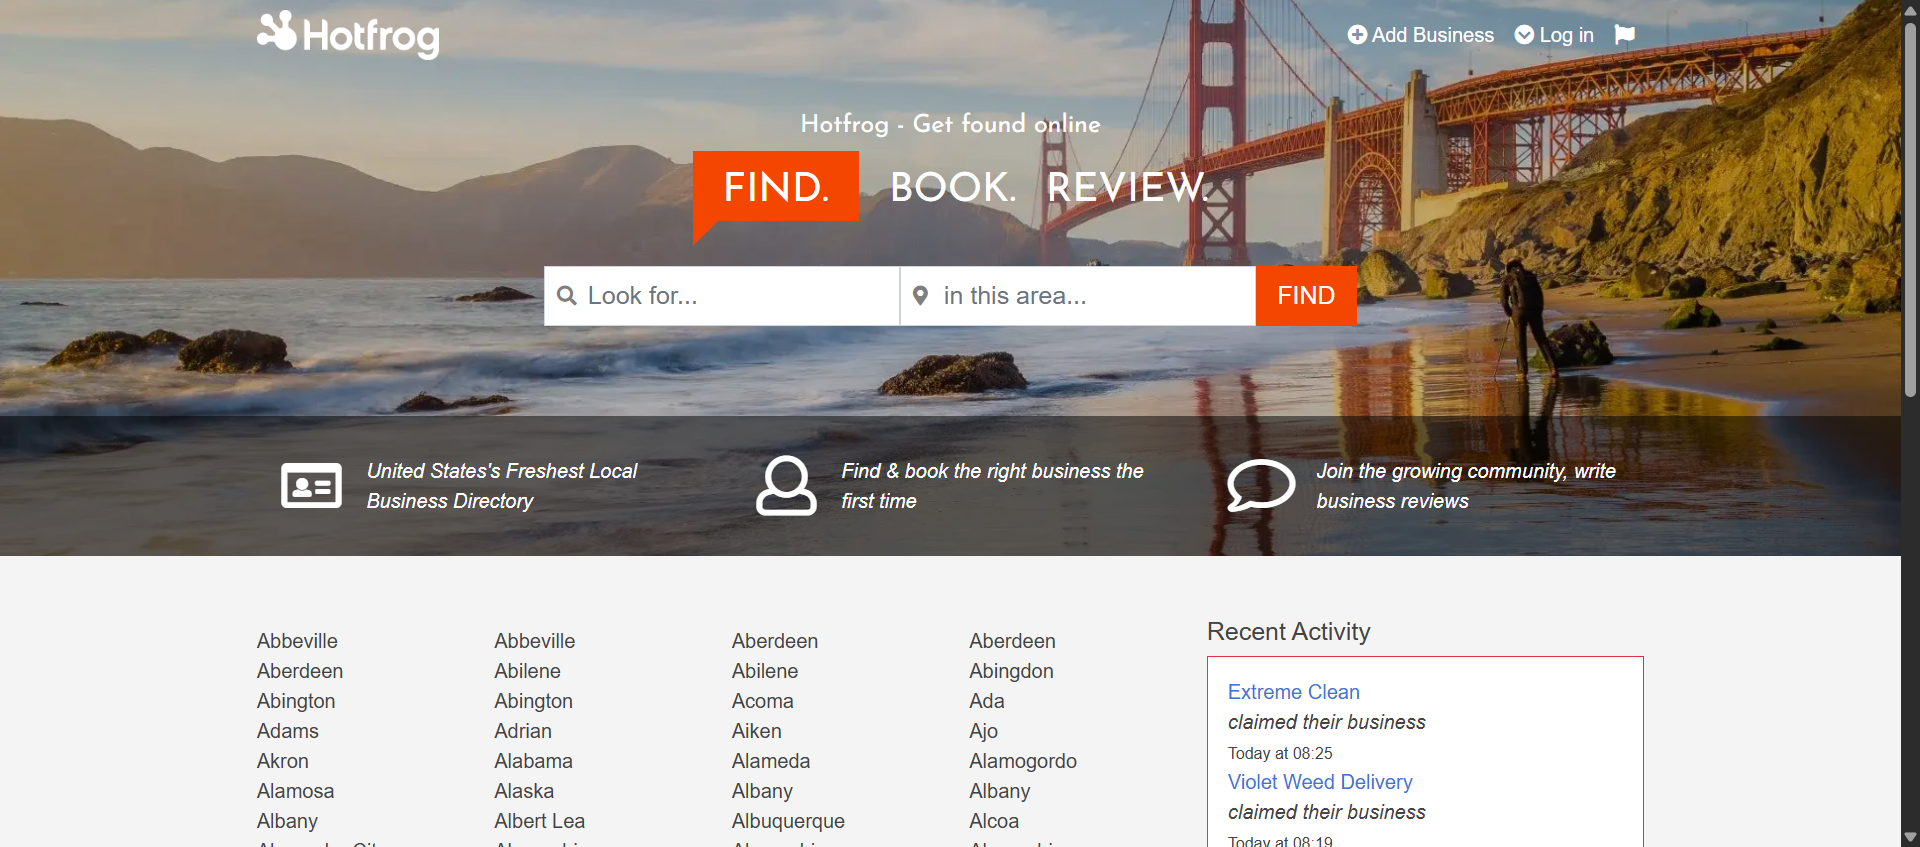 Hotfrog
Add Business
Log in
Hotfrog - Get found online
FIND. BOOK. REVIEW.
Look for...
in this area...
FIND
United States's Freshest Local
Business Directory
Find & book the right business the
first time
Join the growing community, write
business reviews
Abbeville
Aberdeen
Abington
Adams
Akron
Alamosa
Albany
Abbeville
Abilene
Abington
Adrian
Alabama
Alaska
Albert Lea
Aberdeen
Abilene
Acoma
Aiken
Alameda
Albany
Albuquerque
Aberdeen
Abingdon
Ada
Ajo
Alamogordo
Albany
Alcoa
Recent Activity
Extreme Clean
claimed their business
Today at 08:25
Violet Weed Delivery
claimed their business
Today at 08:19